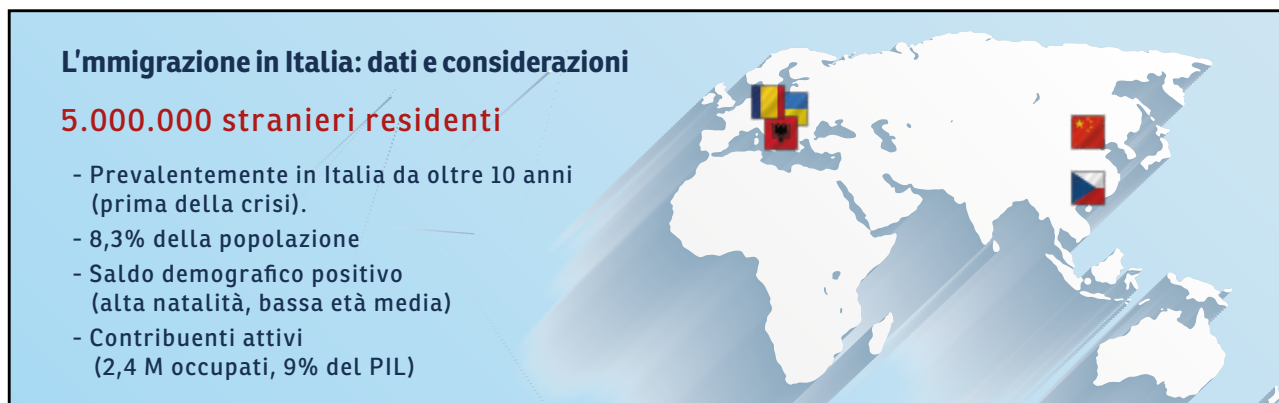 L'mmigrazione in Italia: dati e considerazioni
5.000.000 stranieri residenti
- Prevalentemente in Italia da oltre 10 anni
(prima della crisi).
- 8,3% della popolazione
- Saldo demografico positivo
(alta natalità, bassa età media)
- Contribuenti attivi
(2,4 M occupati, 9% del PIL)